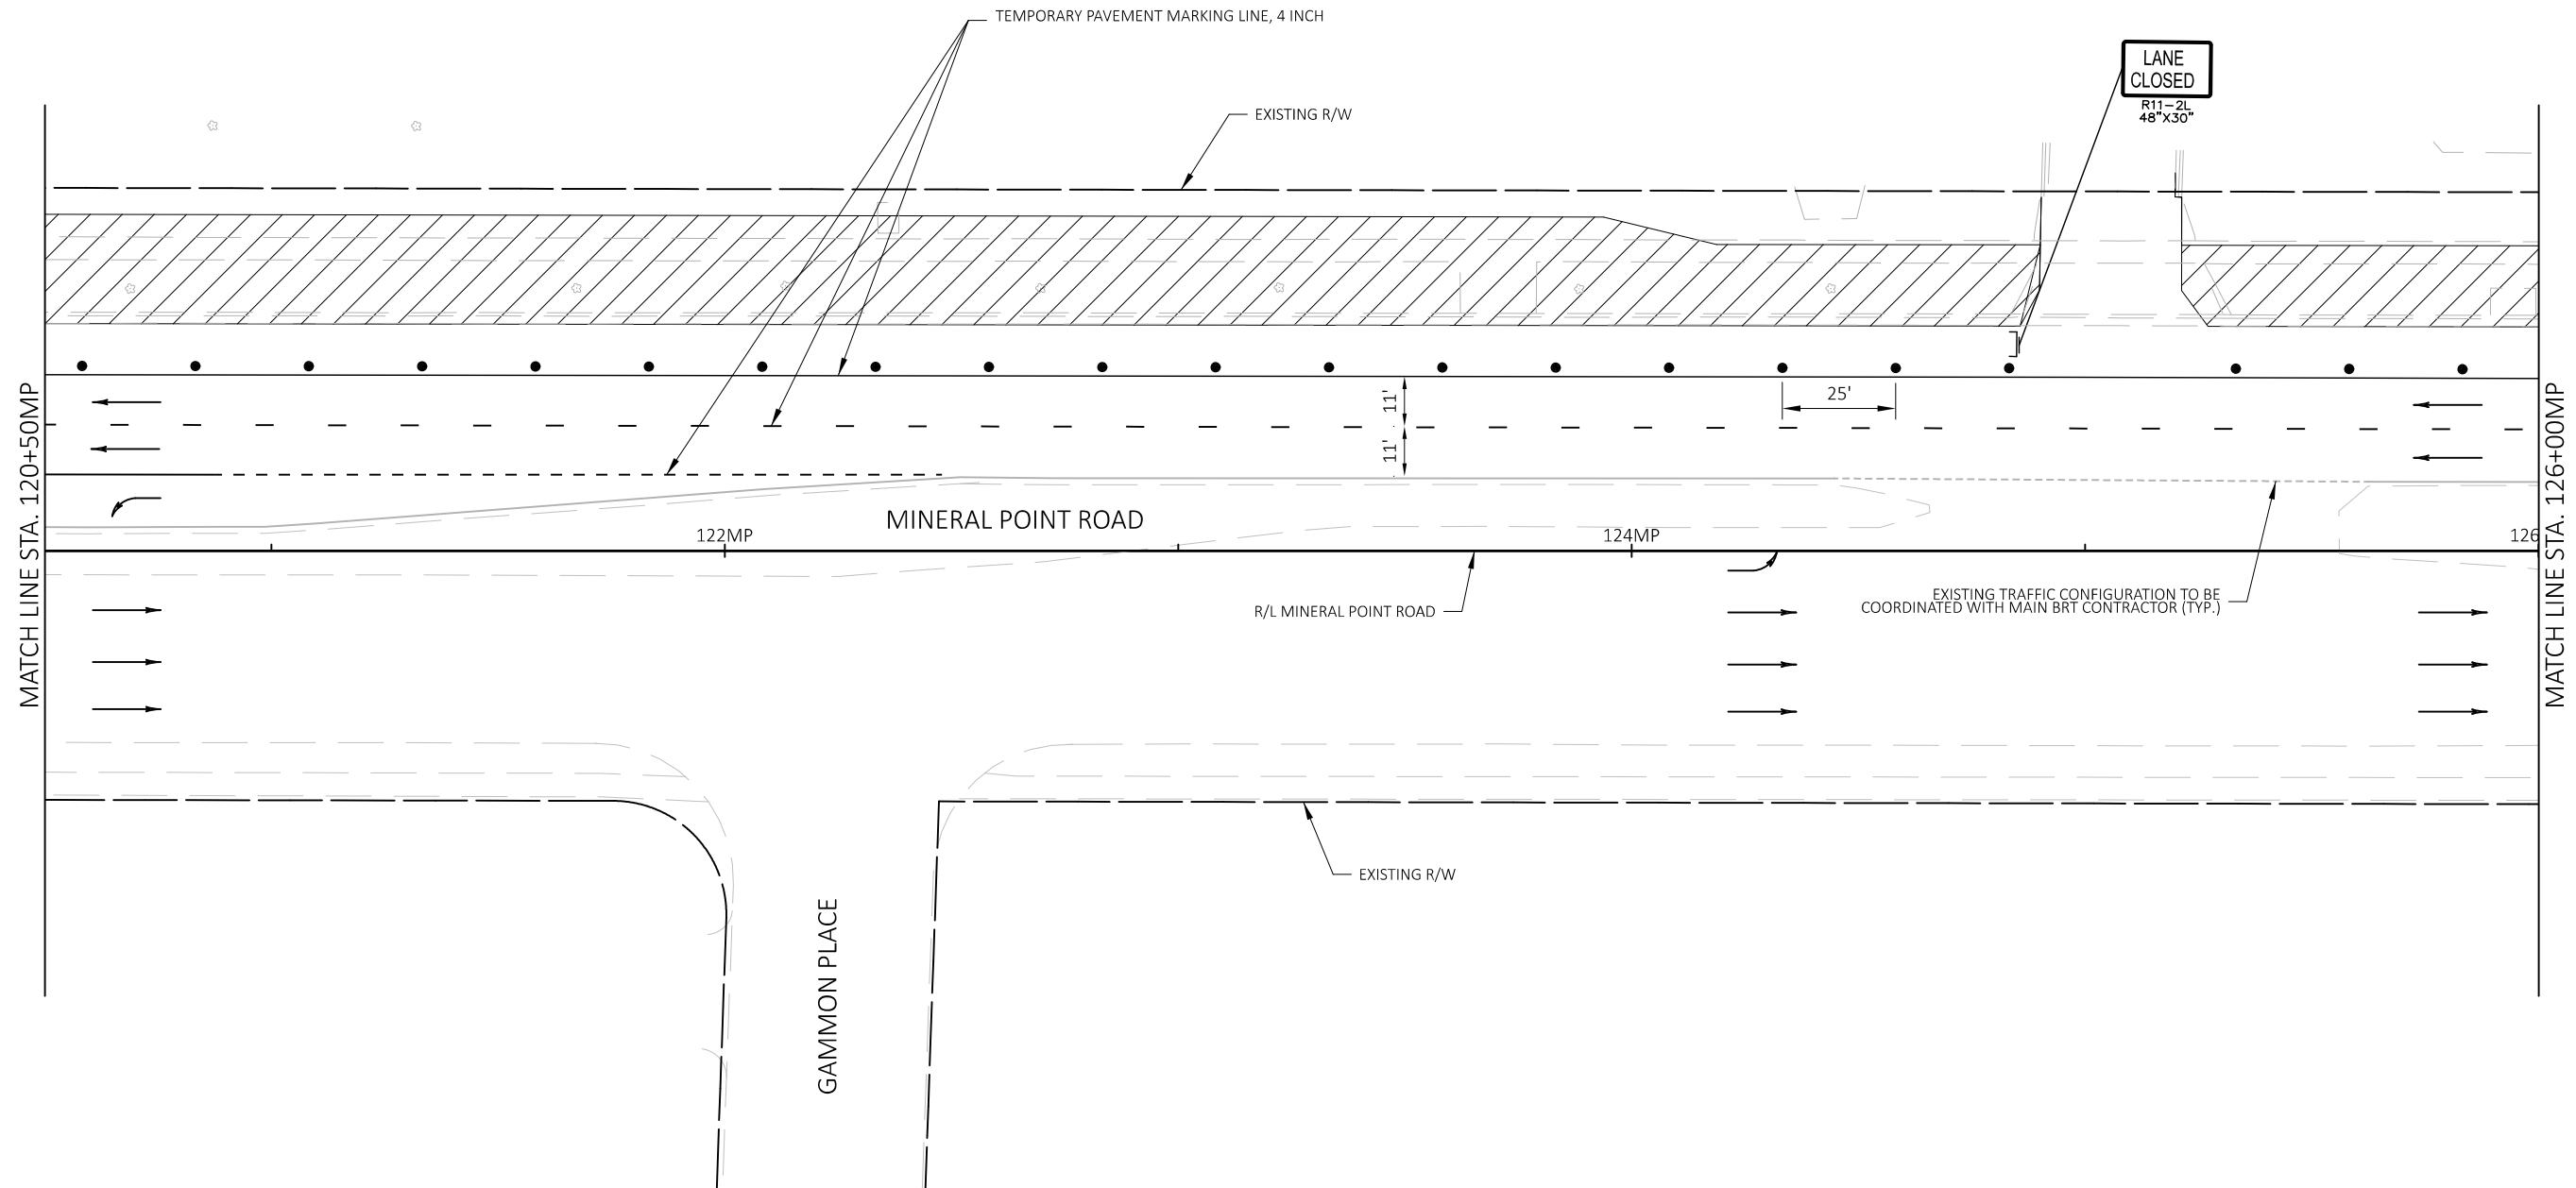 TEMPORARY PAVEMENT MARKING LINE, 4 INCH
LANE
CLOSED
R11-2L
48"X30"
EXISTING R/W
MATCH LINE STA. 120+50MP
11'
11'
25'
MATCH LINE STA. 126+00MP
MINERAL POINT ROAD
122MP
124MP
126
EXISTING TRAFFIC CONFIGURATION TO BE
COORDINATED WITH MAIN BRT CONTRACTOR (TYP.)
R/L MINERAL POINT ROAD
EXISTING R/W
GAMMON PLACE